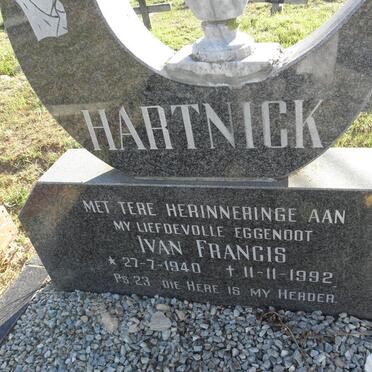 HARTNICK
MET TERE HERINNERINGE AAN
MY LIEFDEVOLLE EGGENOOT
IVAN FRANCIS
* 27-7-1940 † 11-11-1992
Ps 23 DIE HERE IS MY HERDER